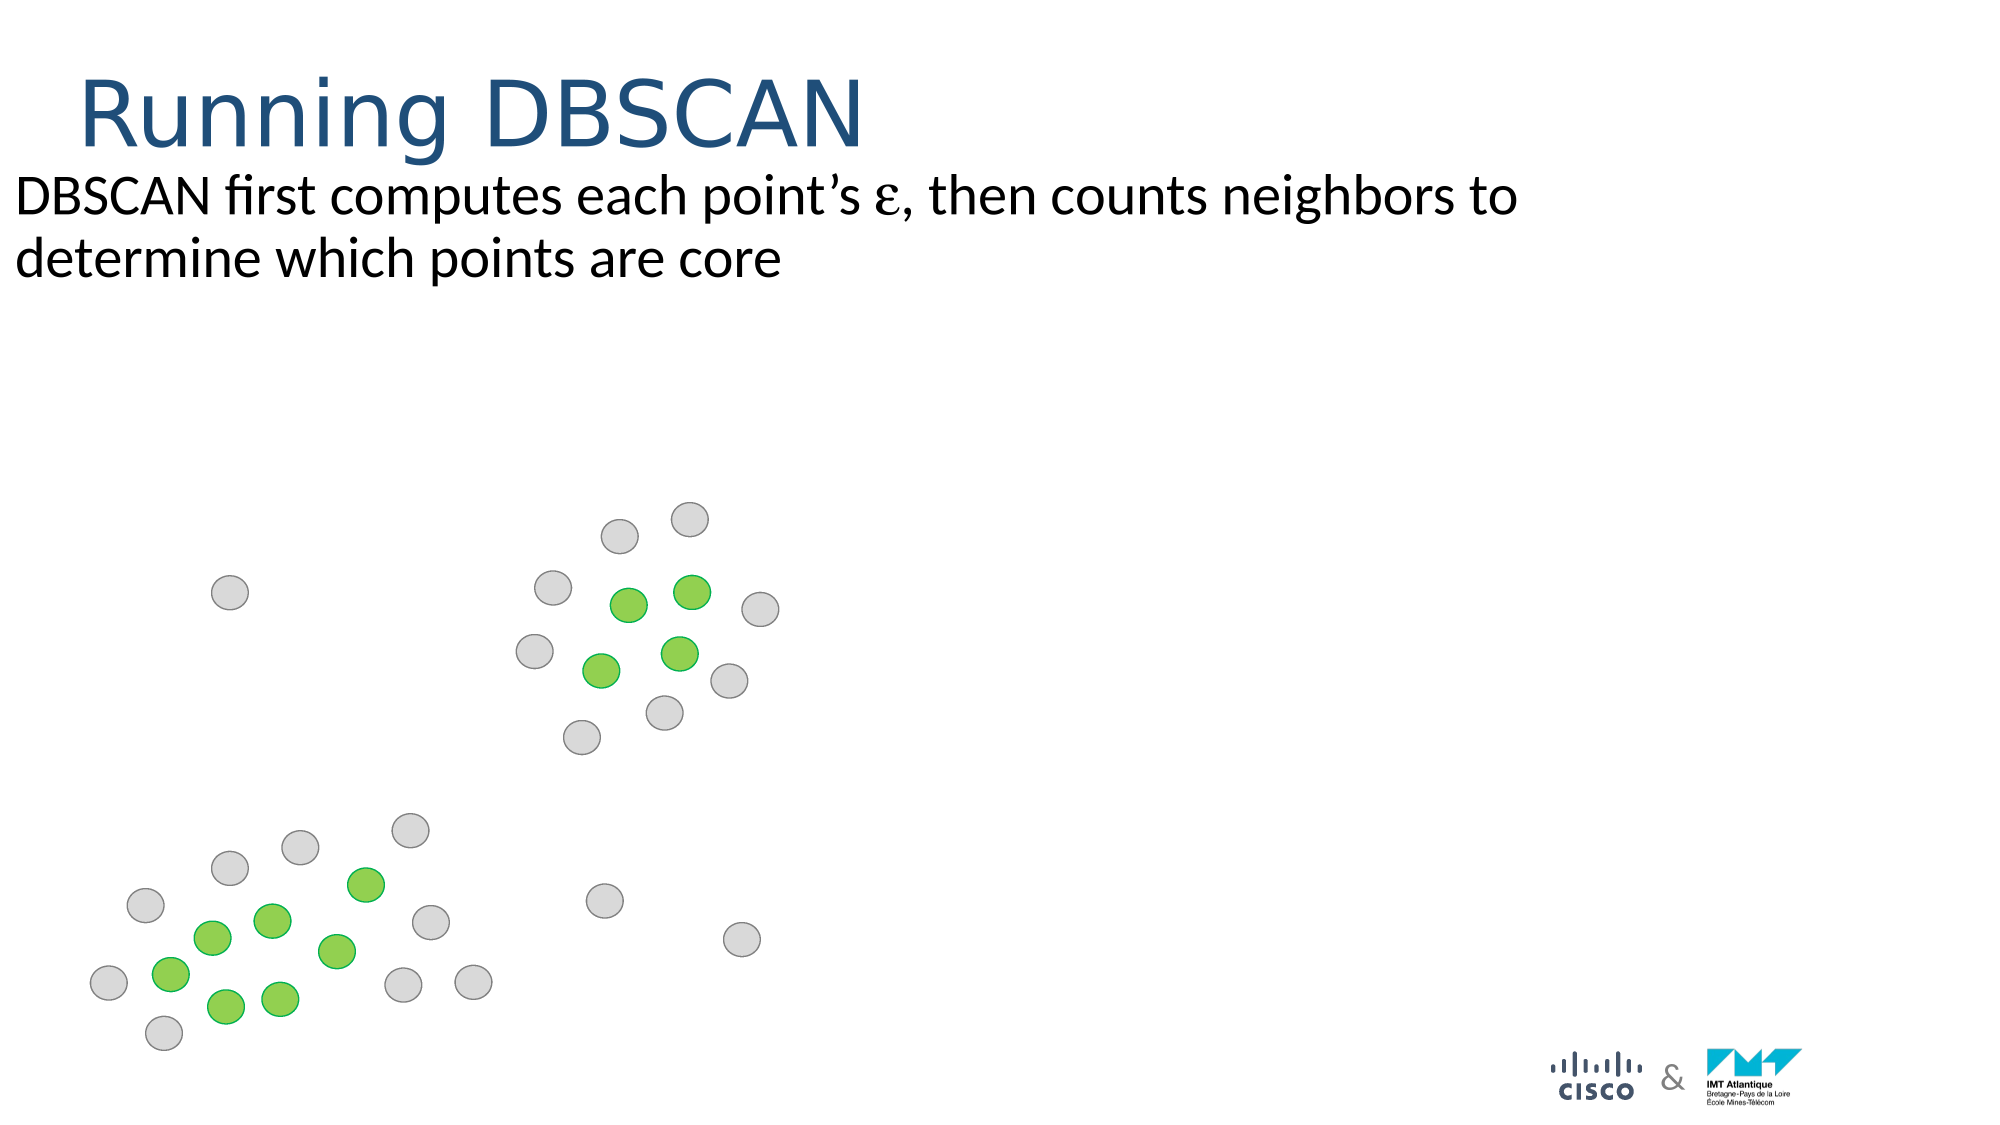 Running DBSCAN
DBSCAN first computes each point’s ε, then counts neighbors to
determine which points are core
CISCO
&
IMT Atlantique
Bretagne-Pays de la Loire
École Mines-Télécom